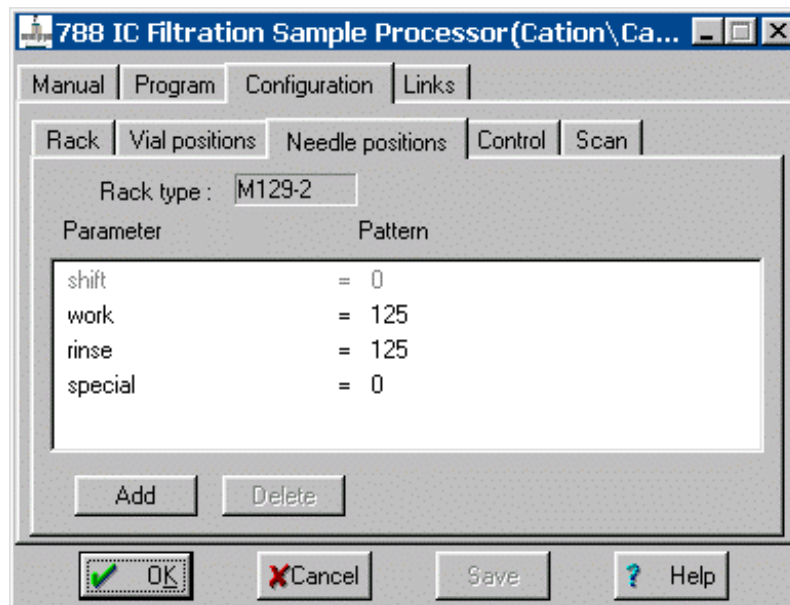 788 IC Filtration Sample Processor(Cation\Ca...
Manual Program Configuration Links
Rack Vial positions Needle positions Control Scan
Rack type : M129-2
Parameter Pattern
shift = 0
work = 125
rinse = 125
special = 0
Add Delete
OK Cancel Save ? Help